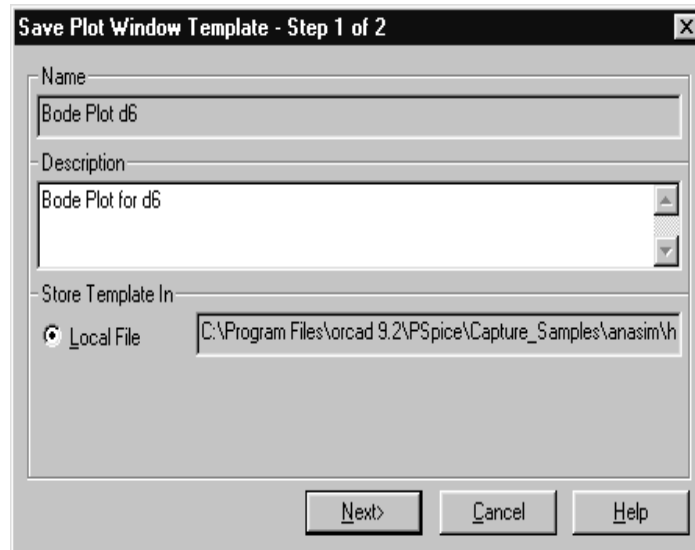 Save Plot Window Template - Step 1 of 2
Name
Bode Plot d6
Description
Bode Plot for d6
Store Template In
Local File
C:\Program Files\orcad 9.2\PSpice\Capture_Samples\anasim\h
Next>
Cancel
Help